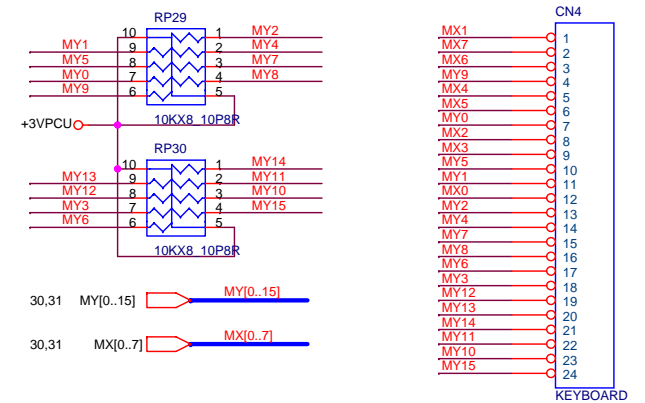 RP29
10 1 MY2
MY1 9 2 MY4
MY5 8 3 MY7
MY0 7 4 MY8
MY9 6 5
+3VPCU
10KX8_10P8R
RP30
10 1 MY14
MY13 9 2 MY11
MY12 8 3 MY10
MY3 7 4 MY15
MY6 6 5
10KX8_10P8R
30,31 MY[0..15] MY[0..15]
30,31 MX[0..7] MX[0..7]
CN4
MX1 1
MX7 2
MX6 3
MY9 4
MX4 5
MX5 6
MY0 7
MX2 8
MX3 9
MY5 10
MY1 11
MX0 12
MY2 13
MY4 14
MY7 15
MY8 16
MY6 17
MY3 18
MY12 19
MY13 20
MY14 21
MY11 22
MY10 23
MY15 24
KEYBOARD